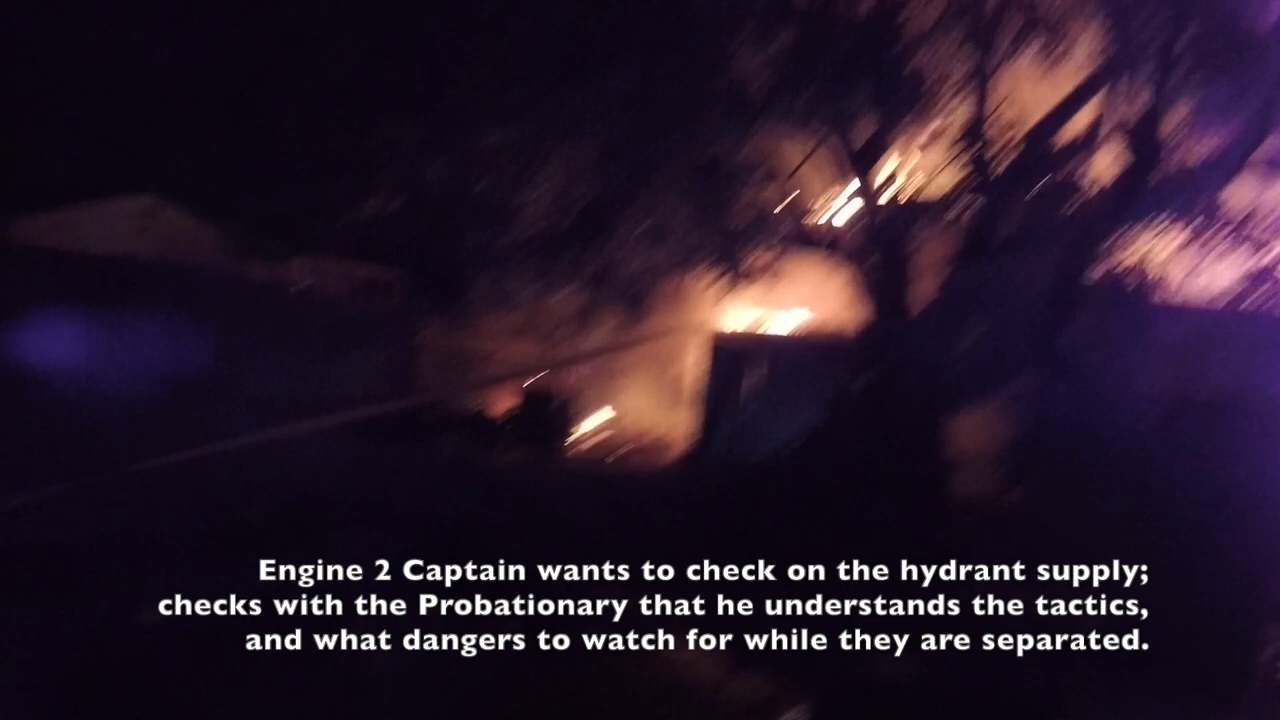 Engine 2 Captain wants to check on the hydrant supply;
checks with the Probationary that he understands the tactics,
and what dangers to watch for while they are separated.